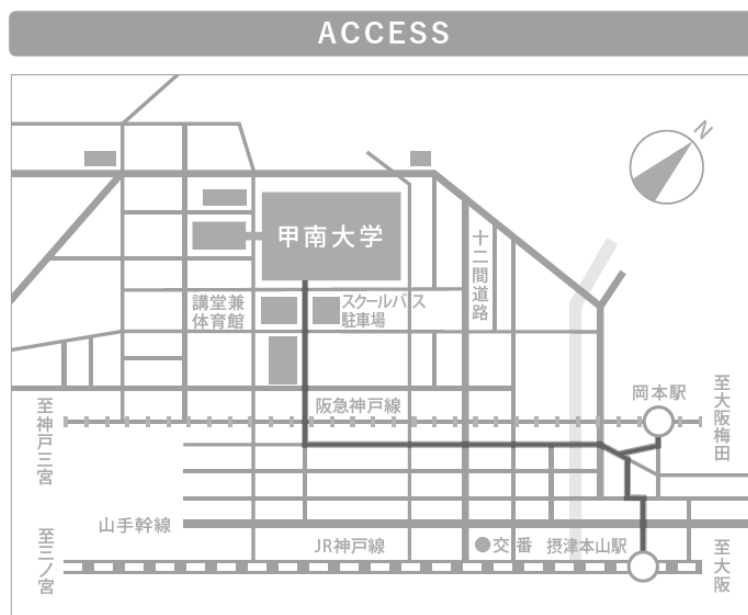 ACCESS
N
甲南大学
十二間道路
講堂兼
体育館
スクールバス
駐車場
岡本駅
至大阪梅田
阪急神戸線
至神戸三宮
山手幹線
至三ノ宮
JR神戸線
●交番
摂津本山駅
至大阪